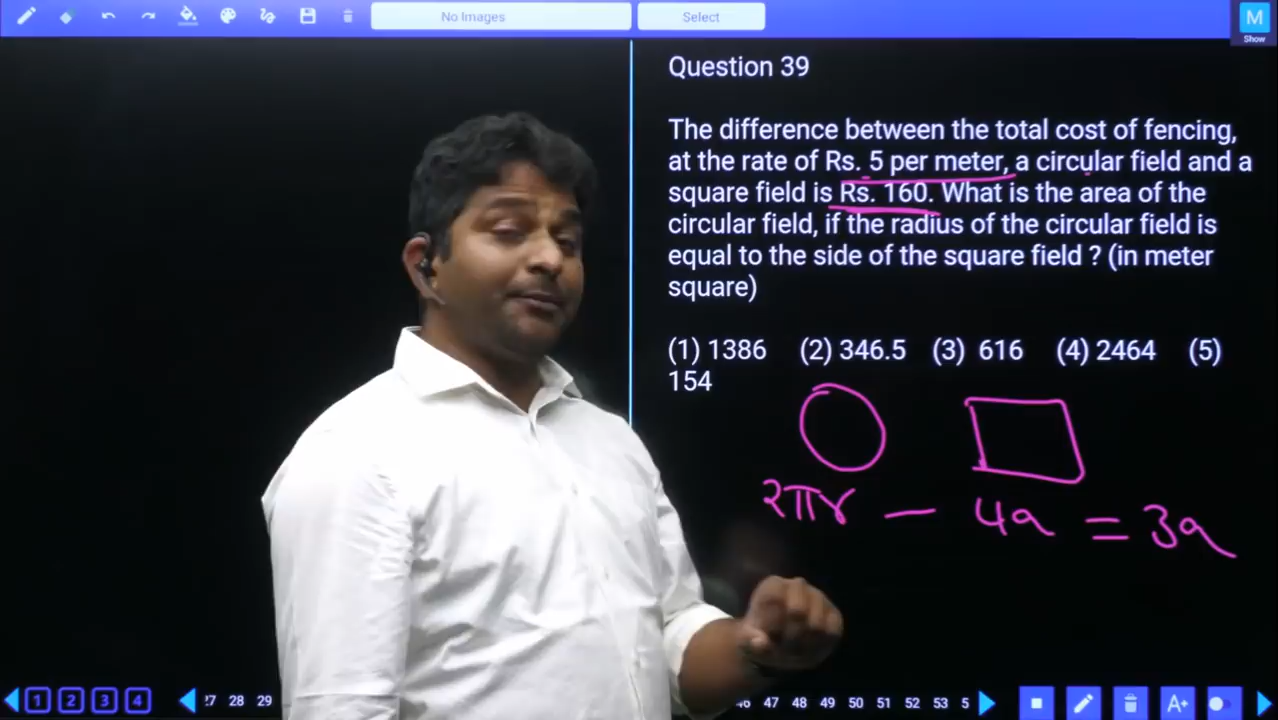 No Images
Select
M
Show
Question 39
The difference between the total cost of fencing,
at the rate of Rs. 5 per meter, a circular field and a
square field is Rs. 160. What is the area of the
circular field, if the radius of the circular field is
equal to the side of the square field ? (in meter
square)
(1) 1386 (2) 346.5 (3) 616 (4) 2464 (5)
154
2πr — 4a = 3a
1 2 3 4
27 28 29 46 47 48 49 50 51 52 53 5
A+